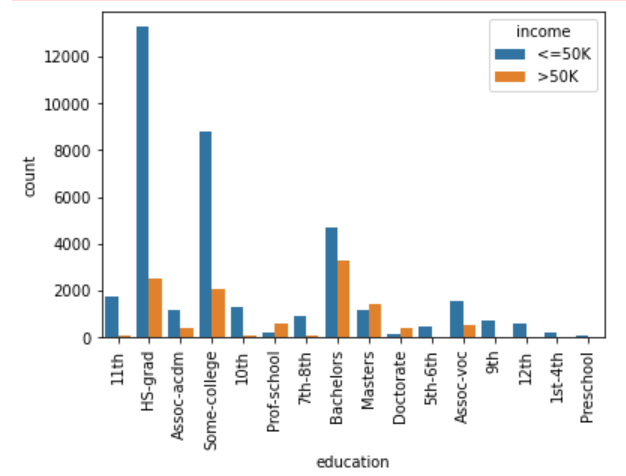 income
<=50K
>50K
12000
10000
8000
6000
4000
2000
0
count
11th
HS-grad
Assoc-acdm
Some-college
10th
Prof-school
7th-8th
Bachelors
Masters
Doctorate
5th-6th
Assoc-voc
9th
12th
1st-4th
Preschool
education